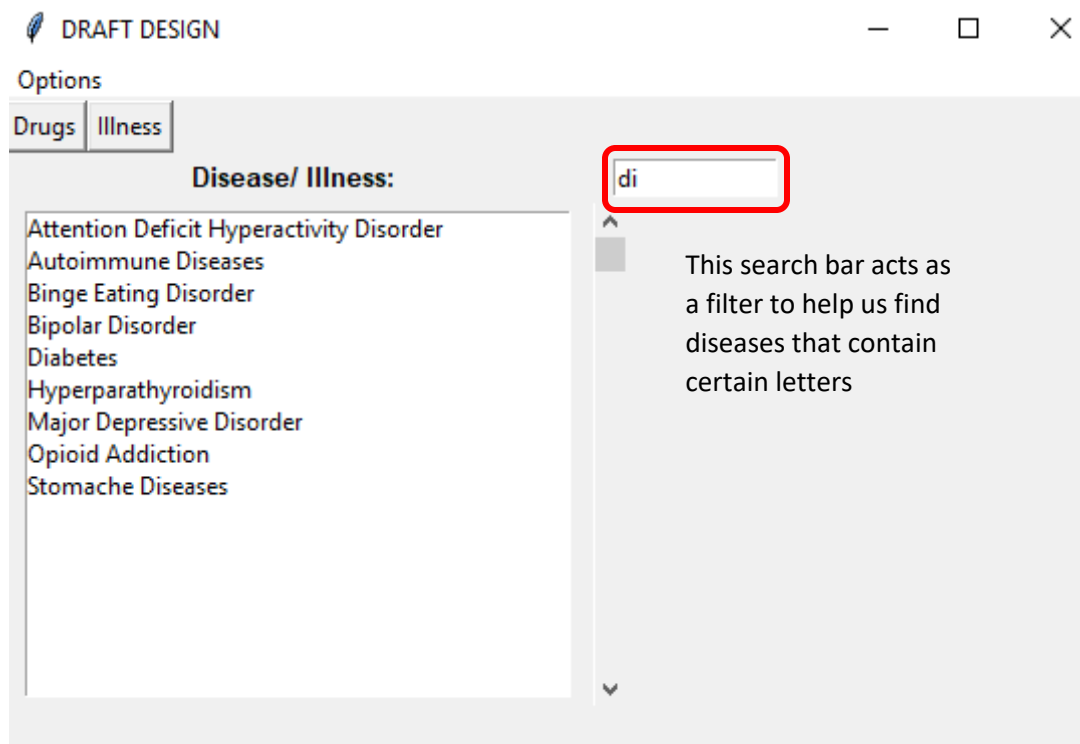 DRAFT DESIGN
Options
Drugs Illness
Disease/ Illness:
di
Attention Deficit Hyperactivity Disorder
Autoimmune Diseases
Binge Eating Disorder
Bipolar Disorder
Diabetes
Hyperparathyroidism
Major Depressive Disorder
Opioid Addiction
Stomache Diseases
This search bar acts as
a filter to help us find
diseases that contain
certain letters